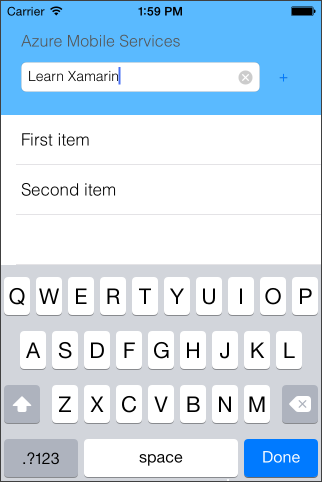 Carrier 1:59 PM
Azure Mobile Services
Learn Xamarin +
First item
Second item
Q W E R T Y U I O P
A S D F G H J K L
Z X C V B N M
.?123 space Done